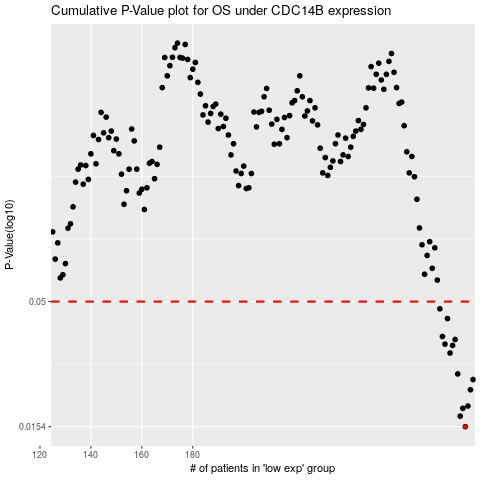 Cumulative P-Value plot for OS under CDC14B expression
P-Value(log10)
0.05
0.0154
120 140 160 180
# of patients in 'low exp' group